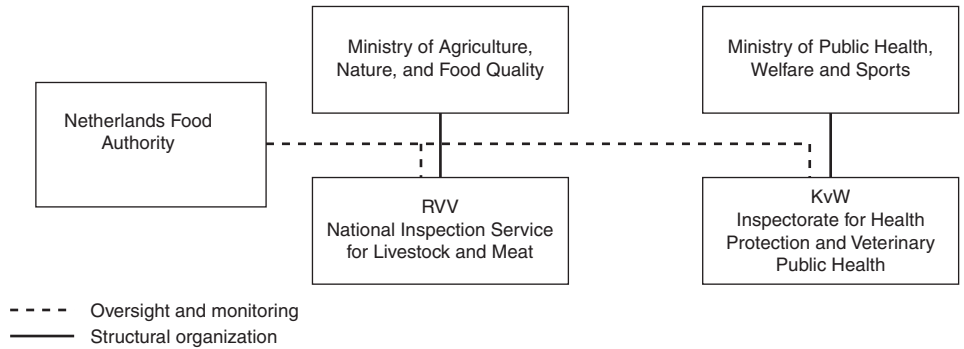 Ministry of Agriculture,
Nature, and Food Quality
Ministry of Public Health,
Welfare and Sports
Netherlands Food
Authority
RVV
National Inspection Service
for Livestock and Meat
KvW
Inspectorate for Health
Protection and Veterinary
Public Health
Oversight and monitoring
Structural organization